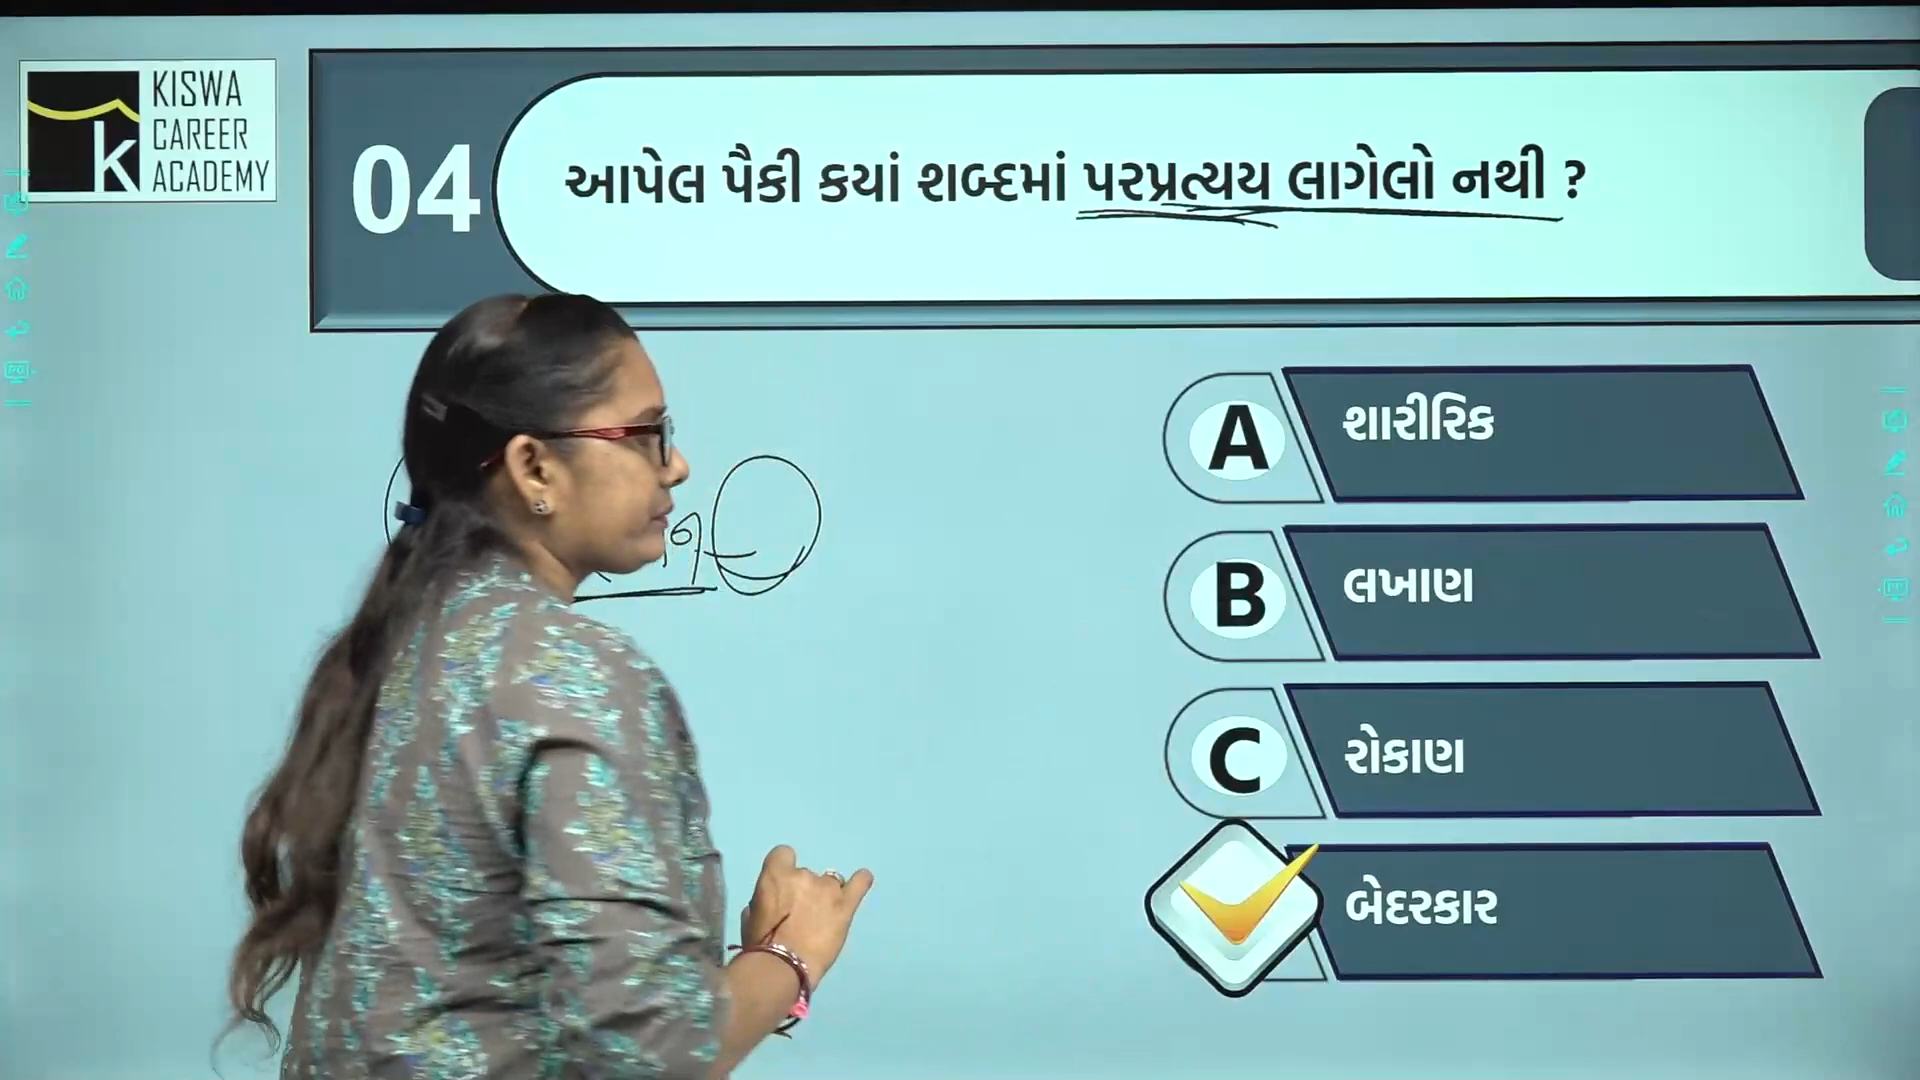 KISWA
CAREER
ACADEMY
k
04
આપેલ પૈકી કયાં શબ્દમાં પરપ્રત્યય લાગેલો નથી ?
A
શારીરિક
B
લખાણ
C
રોકાણ
બેદરકાર